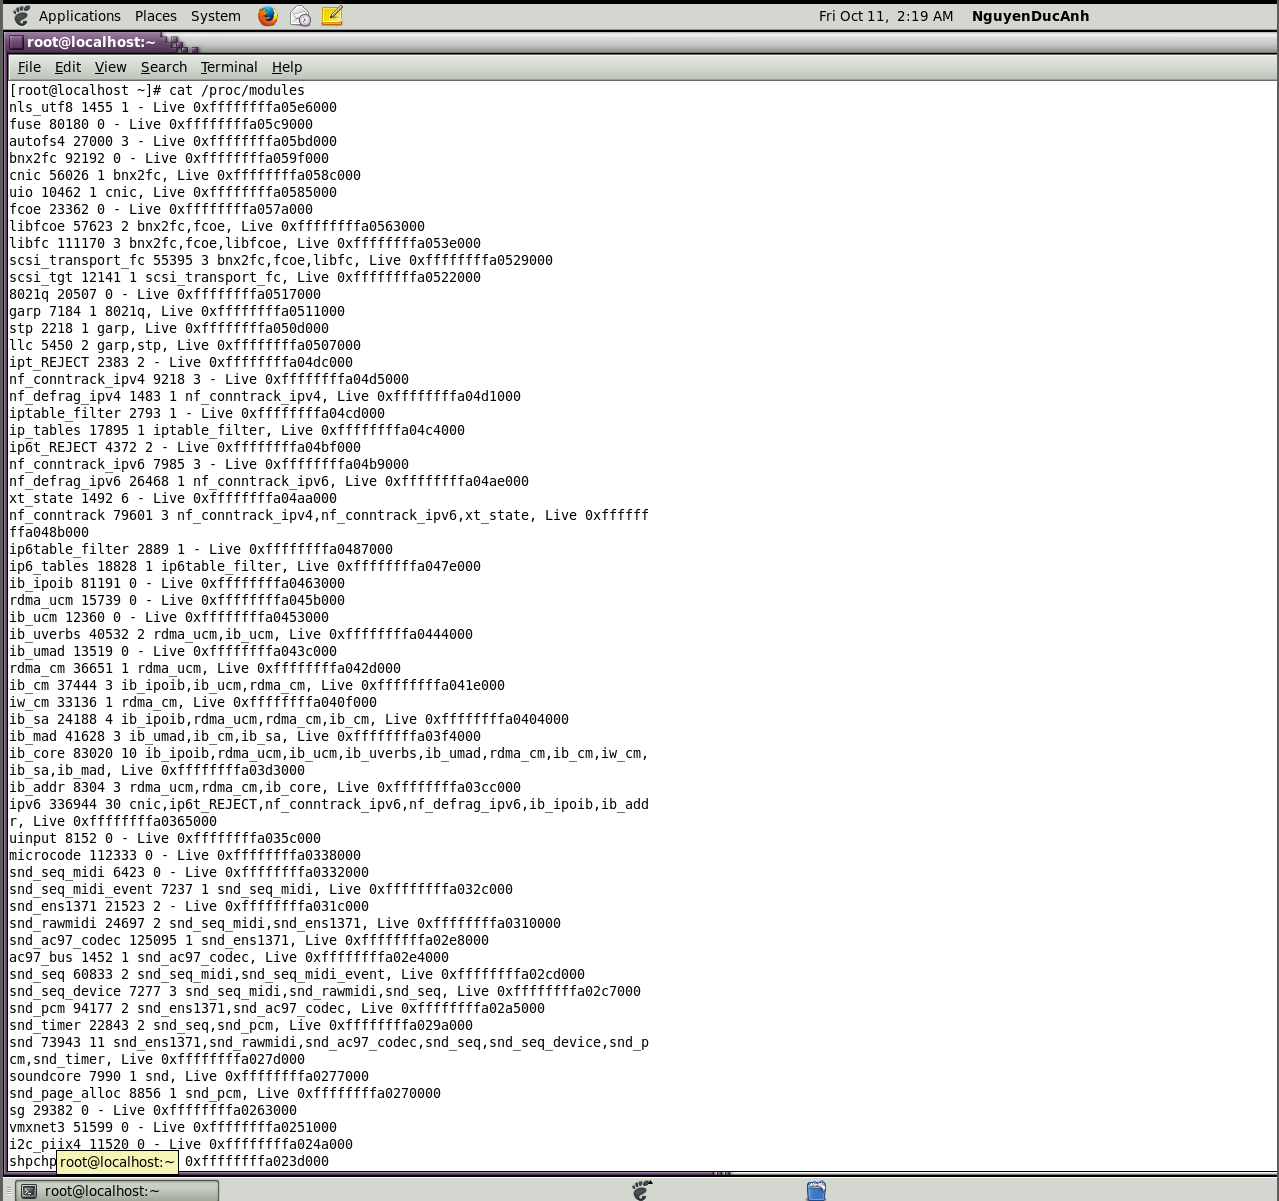 Applications Places System Fri Oct 11, 2:19 AM NguyenDucAnh
root@localhost:~
File Edit View Search Terminal Help
[root@localhost ~]# cat /proc/modules
nls_utf8 1455 1 - Live 0xffffffffa05e6000
fuse 80180 0 - Live 0xffffffffa05c9000
autofs4 27000 3 - Live 0xffffffffa05bd000
bnx2fc 92192 0 - Live 0xffffffffa059f000
cnic 56026 1 bnx2fc, Live 0xffffffffa058c000
uio 10462 1 cnic, Live 0xffffffffa0585000
fcoe 23362 0 - Live 0xffffffffa057a000
libfcoe 57623 2 bnx2fc,fcoe, Live 0xffffffffa0563000
libfc 111170 3 bnx2fc,fcoe,libfcoe, Live 0xffffffffa053e000
scsi_transport_fc 55395 3 bnx2fc,fcoe,libfc, Live 0xffffffffa0529000
scsi_tgt 12141 1 scsi_transport_fc, Live 0xffffffffa0522000
8021q 20507 0 - Live 0xffffffffa0517000
garp 7184 1 8021q, Live 0xffffffffa0511000
stp 2218 1 garp, Live 0xffffffffa050d000
llc 5450 2 garp,stp, Live 0xffffffffa0507000
ipt_REJECT 2383 2 - Live 0xffffffffa04dc000
nf_conntrack_ipv4 9218 3 - Live 0xffffffffa04d5000
nf_defrag_ipv4 1483 1 nf_conntrack_ipv4, Live 0xffffffffa04d1000
iptable_filter 2793 1 - Live 0xffffffffa04cd000
ip_tables 17895 1 iptable_filter, Live 0xffffffffa04c4000
ip6t_REJECT 4372 2 - Live 0xffffffffa04bf000
nf_conntrack_ipv6 7985 3 - Live 0xffffffffa04b9000
nf_defrag_ipv6 26468 1 nf_conntrack_ipv6, Live 0xffffffffa04ae000
xt_state 1492 6 - Live 0xffffffffa04aa000
nf_conntrack 79601 3 nf_conntrack_ipv4,nf_conntrack_ipv6,xt_state, Live 0xffffff
ffa048b000
ip6table_filter 2889 1 - Live 0xffffffffa0487000
ip6_tables 18828 1 ip6table_filter, Live 0xffffffffa047e000
ib_ipoib 81191 0 - Live 0xffffffffa0463000
rdma_ucm 15739 0 - Live 0xffffffffa045b000
ib_ucm 12360 0 - Live 0xffffffffa0453000
ib_uverbs 40532 2 rdma_ucm,ib_ucm, Live 0xffffffffa0444000
ib_umad 13519 0 - Live 0xffffffffa043c000
rdma_cm 36651 1 rdma_ucm, Live 0xffffffffa042d000
ib_cm 37444 3 ib_ipoib,ib_ucm,rdma_cm, Live 0xffffffffa041e000
iw_cm 33136 1 rdma_cm, Live 0xffffffffa040f000
ib_sa 24188 4 ib_ipoib,rdma_ucm,rdma_cm,ib_cm, Live 0xffffffffa0404000
ib_mad 41628 3 ib_umad,ib_cm,ib_sa, Live 0xffffffffa03f4000
ib_core 83020 10 ib_ipoib,rdma_ucm,ib_ucm,ib_uverbs,ib_umad,rdma_cm,ib_cm,iw_cm,
ib_sa,ib_mad, Live 0xffffffffa03d3000
ib_addr 8304 3 rdma_ucm,rdma_cm,ib_core, Live 0xffffffffa03cc000
ipv6 336944 30 cnic,ip6t_REJECT,nf_conntrack_ipv6,nf_defrag_ipv6,ib_ipoib,ib_add
r, Live 0xffffffffa0365000
uinput 8152 0 - Live 0xffffffffa035c000
microcode 112333 0 - Live 0xffffffffa0338000
snd_seq_midi 6423 0 - Live 0xffffffffa0332000
snd_seq_midi_event 7237 1 snd_seq_midi, Live 0xffffffffa032c000
snd_ens1371 21523 2 - Live 0xffffffffa031c000
snd_rawmidi 24697 2 snd_seq_midi,snd_ens1371, Live 0xffffffffa0310000
snd_ac97_codec 125095 1 snd_ens1371, Live 0xffffffffa02e8000
ac97_bus 1452 1 snd_ac97_codec, Live 0xffffffffa02e4000
snd_seq 60833 2 snd_seq_midi,snd_seq_midi_event, Live 0xffffffffa02cd000
snd_seq_device 7277 3 snd_seq_midi,snd_rawmidi,snd_seq, Live 0xffffffffa02c7000
snd_pcm 94177 2 snd_ens1371,snd_ac97_codec, Live 0xffffffffa02a5000
snd_timer 22843 2 snd_seq,snd_pcm, Live 0xffffffffa029a000
snd 73943 11 snd_ens1371,snd_rawmidi,snd_ac97_codec,snd_seq,snd_seq_device,snd_p
cm,snd_timer, Live 0xffffffffa027d000
soundcore 7990 1 snd, Live 0xffffffffa0277000
snd_page_alloc 8856 1 snd_pcm, Live 0xffffffffa0270000
sg 29382 0 - Live 0xffffffffa0263000
vmxnet3 51599 0 - Live 0xffffffffa0251000
i2c_piix4 11520 0 - Live 0xffffffffa024a000
shpchp 0xffffffffa023d000
root@localhost:~
root@localhost:~